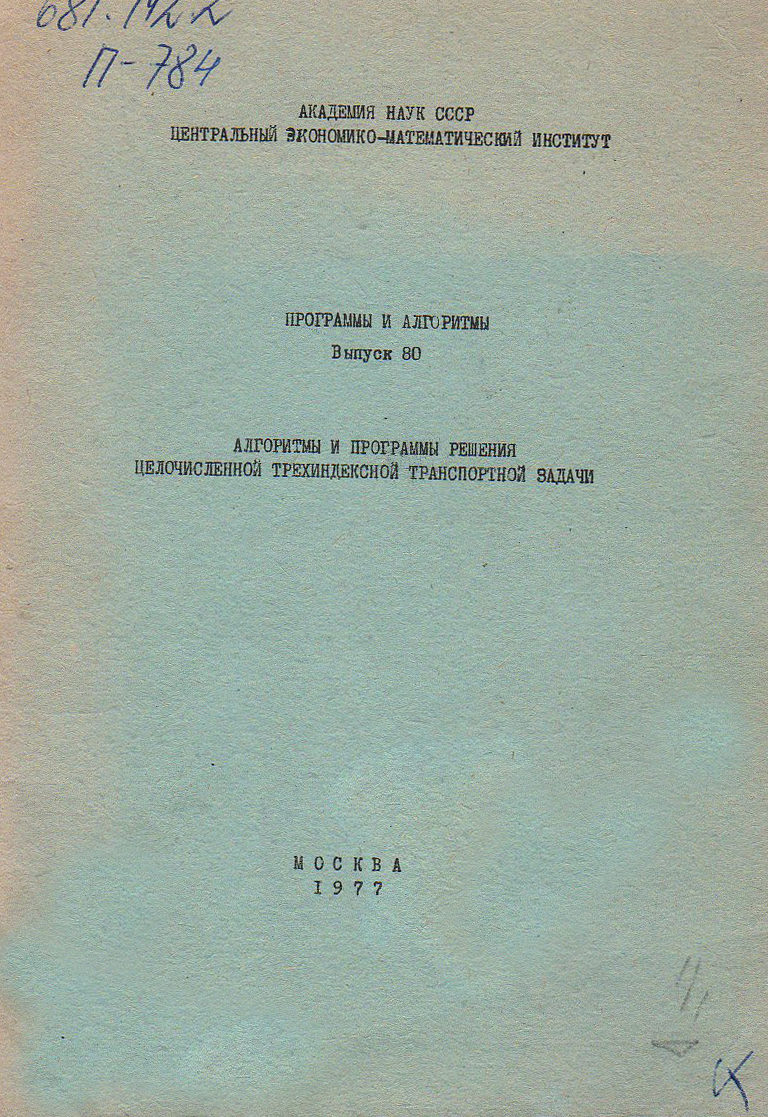 681.142.2
П-784
АКАДЕМИЯ НАУК СССР
ЦЕНТРАЛЬНЫЙ ЭКОНОМИКО-МАТЕМАТИЧЕСКИЙ ИНСТИТУТ
ПРОГРАММЫ И АЛГОРИТМЫ
Выпуск 80
АЛГОРИТМЫ И ПРОГРАММЫ РЕШЕНИЯ
ЦЕЛОЧИСЛЕННОЙ ТРЕХИНДЕКСНОЙ ТРАНСПОРТНОЙ ЗАДАЧИ
МОСКВА
1977